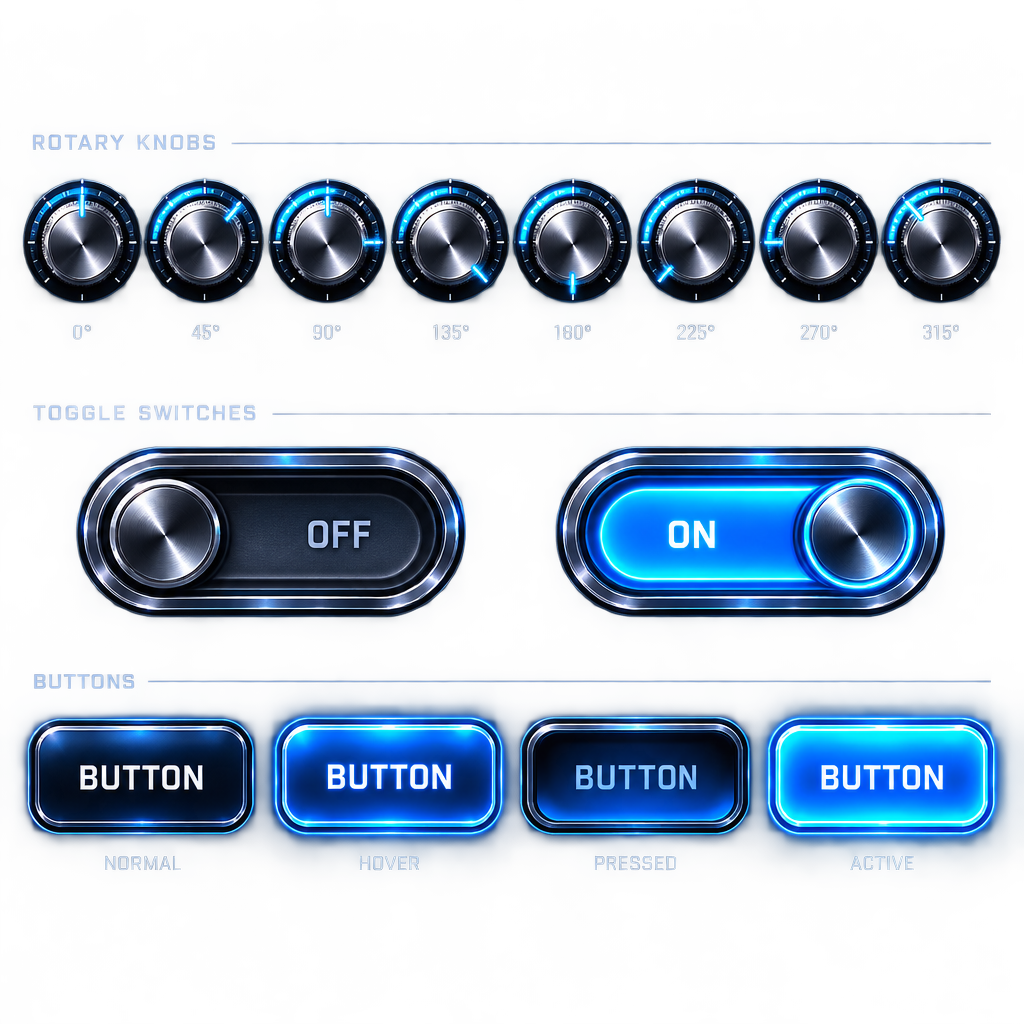 ROTARY KNOBS
0° 45° 90° 135° 180° 225° 270° 315°
TOGGLE SWITCHES
OFF ON
BUTTONS
BUTTON BUTTON BUTTON BUTTON
NORMAL HOVER PRESSED ACTIVE